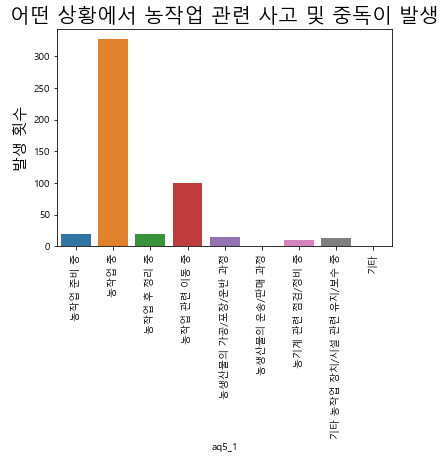 어떤 상황에서 농작업 관련 사고 및 중독이 발생
발생 횟수
300
250
200
150
100
50
0
농작업 준비 중
농작업 중
농작업 후 정리 중
농작업 관련 이동 중
농생산물의 가공/포장/운반 과정
농생산물의 운송/판매 과정
농기계 관련 점검/정비 중
기타 농작업 장치/시설 관련 유지/보수 중
기타
aq5_1